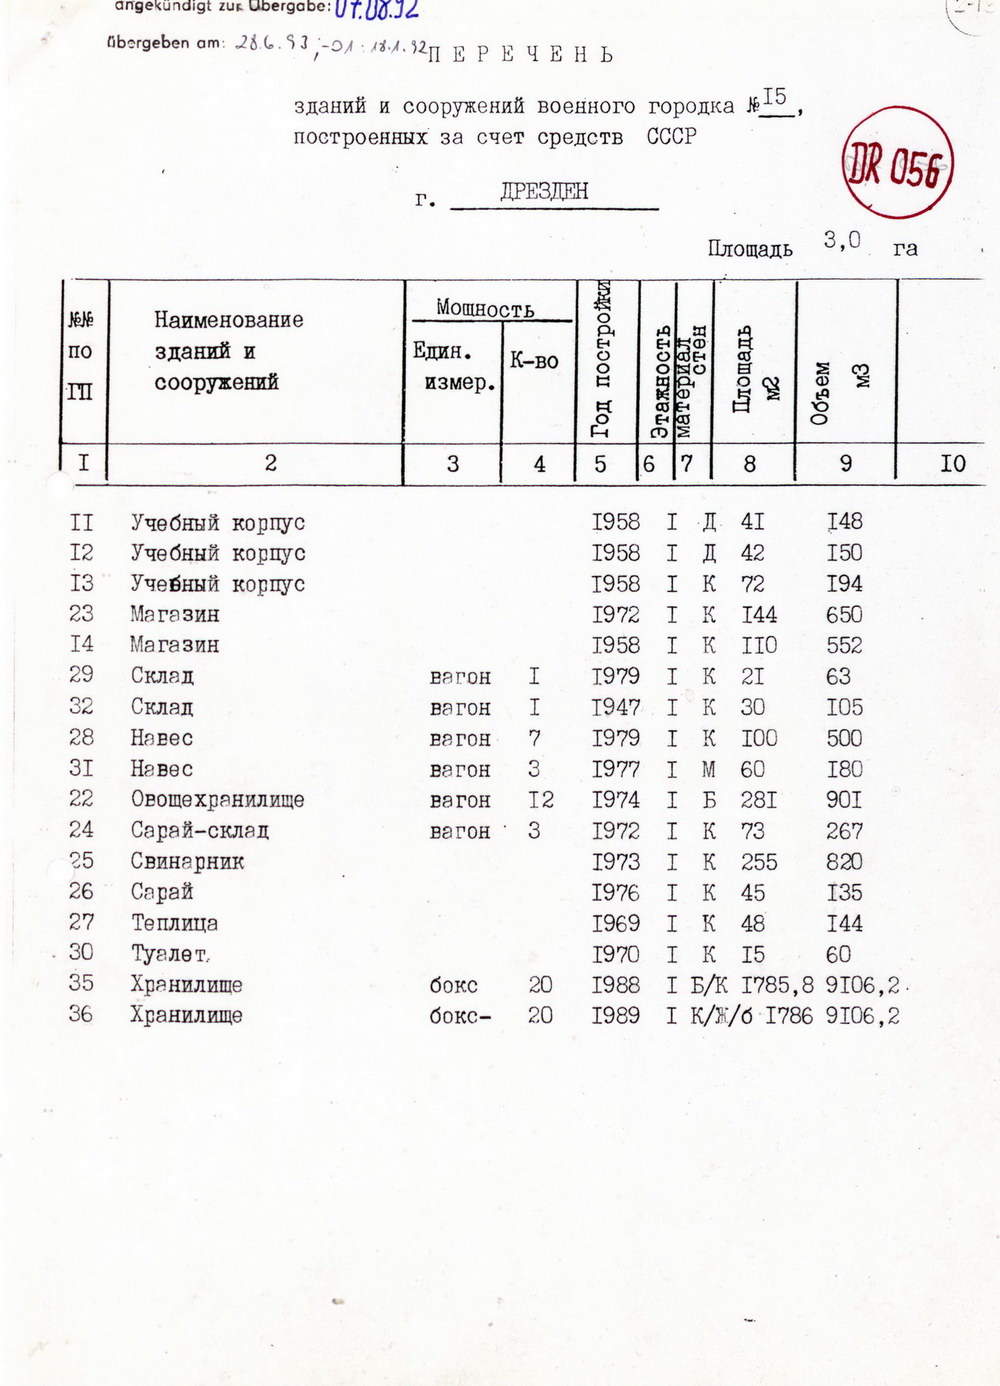 angekündigt zur Übergabe: 07.08.92
übergeben am: 28.6.93
П Е Р Е Ч Е Н Ь
зданий и сооружений военного городка №I5,
построенных за счет средств СССР
DR 056
г. ДРЕЗДЕН
Площадь 3,0 га
№№ по ГП
Наименование зданий и сооружений
Мощность
Един. измер.
К-во
Год постройки
Этажность
материал стен
Площадь м2
Объем м3
I 2 3 4 5 6 7 8 9 IO
II Учебный корпус I958 I Д 4I I48
I2 Учебный корпус I958 I Д 42 I50
I3 Учебный корпус I958 I К 72 I94
23 Магазин I972 I К I44 650
I4 Магазин I958 I К IIO 552
29 Склад вагон I I979 I К 2I 63
32 Склад вагон I I947 I К 30 I05
28 Навес вагон 7 I979 I К I00 500
3I Навес вагон 3 I977 I М 60 I80
22 Овощехранилище вагон I2 I974 I Б 28I 90I
24 Сарай-склад вагон 3 I972 I К 73 267
25 Свинарник I973 I К 255 820
26 Сарай I976 I К 45 I35
27 Теплица I969 I К 48 I44
30 Туалет. I970 I К I5 60
35 Хранилище бокс 20 I988 I Б/К I785,8 9I06,2
36 Хранилище бокс- 20 I989 I К/Ж/б I786 9I06,2